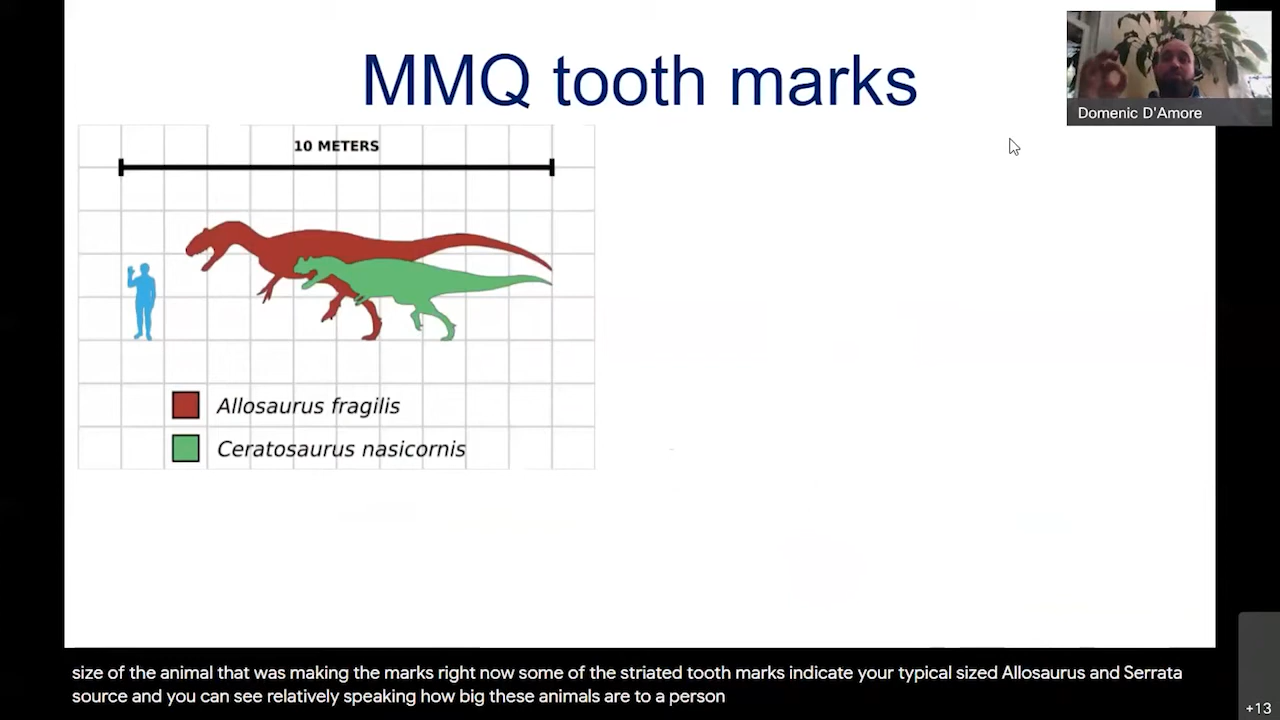 MMQ tooth marks
Domenic D'Amore
10 METERS
Allosaurus fragilis
Ceratosaurus nasicornis
size of the animal that was making the marks right now some of the striated tooth marks indicate your typical sized Allosaurus and Serrata
source and you can see relatively speaking how big these animals are to a person
+13